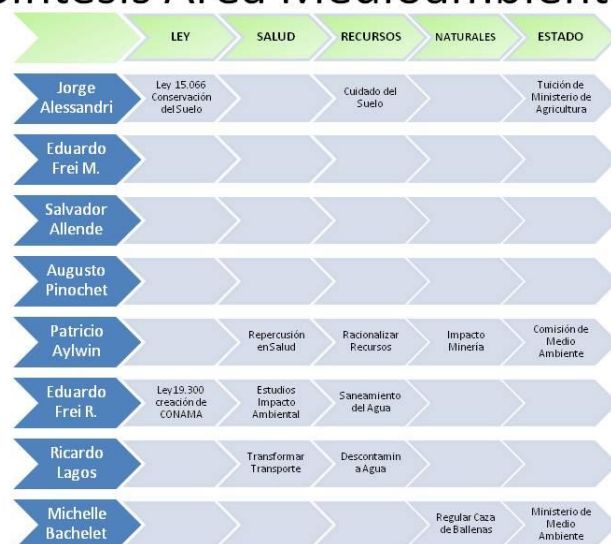 Síntesis Área Medioambient
LEY SALUD RECURSOS NATURALES ESTADO
Jorge Alessandri
Ley 15.066 Conservación del Suelo
Cuidado del Suelo
Tuición de Ministerio de Agricultura
Eduardo Frei M.
Salvador Allende
Augusto Pinochet
Patricio Aylwin
Repercusión en Salud
Racionalizar Recursos
Impacto Minería
Comisión de Medio Ambiente
Eduardo Frei R.
Ley 19.300 creación de CONAMA
Estudios Impacto Ambiental
Saneamiento del Agua
Ricardo Lagos
Transformar Transporte
Descontamin a Agua
Michelle Bachelet
Regular Caza de Ballenas
Ministerio de Medio Ambiente